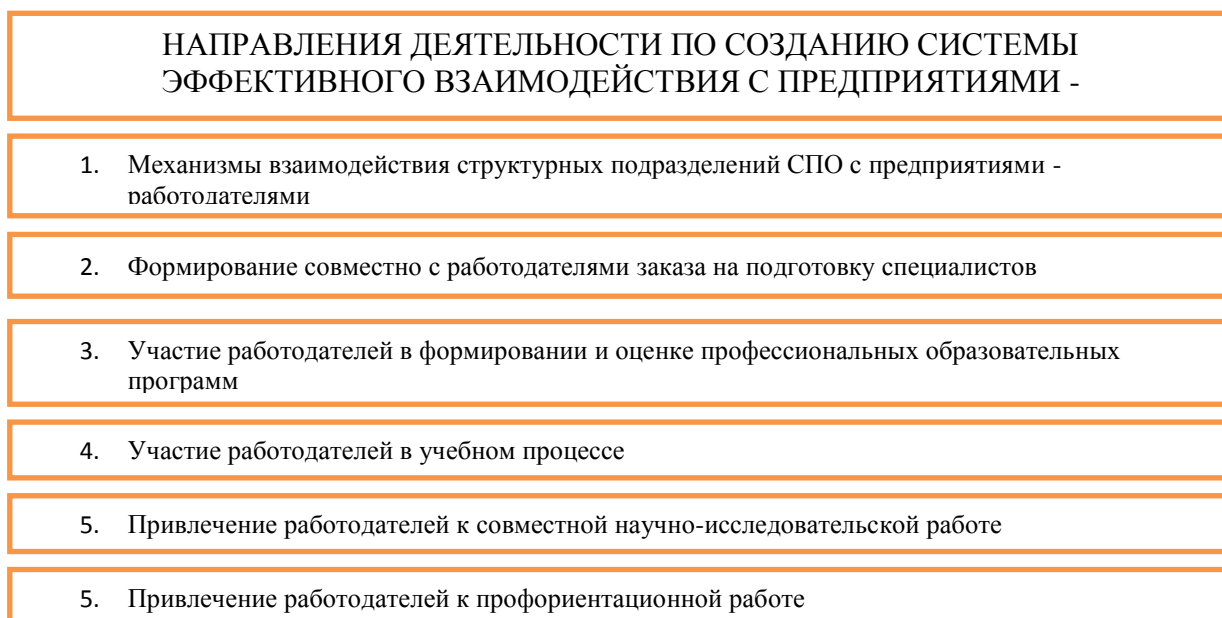 НАПРАВЛЕНИЯ ДЕЯТЕЛЬНОСТИ ПО СОЗДАНИЮ СИСТЕМЫ
ЭФФЕКТИВНОГО ВЗАИМОДЕЙСТВИЯ С ПРЕДПРИЯТИЯМИ -
1. Механизмы взаимодействия структурных подразделений СПО с предприятиями -
работодателями
2. Формирование совместно с работодателями заказа на подготовку специалистов
3. Участие работодателей в формировании и оценке профессиональных образовательных
программ
4. Участие работодателей в учебном процессе
5. Привлечение работодателей к совместной научно-исследовательской работе
5. Привлечение работодателей к профориентационной работе